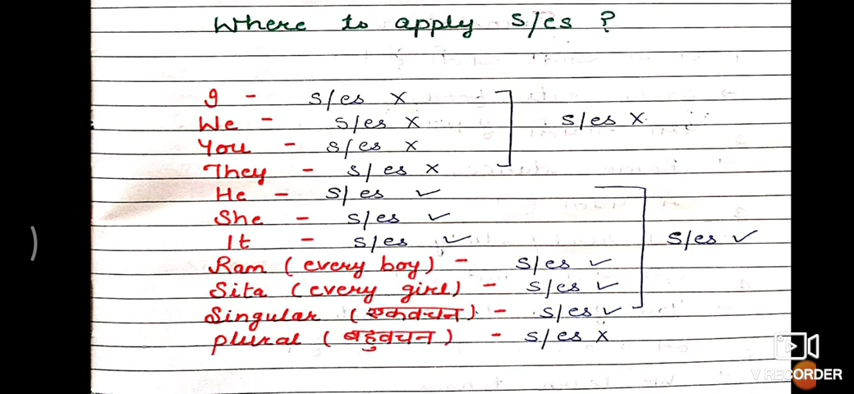 Where to apply s/es ?
I - s/es x
We - s/es x
You - s/es x
They - s/es x
s/es x
He - s/es ✓
She - s/es ✓
It - s/es ✓
Ram (every boy) - s/es ✓
Sita (every girl) - s/es ✓
Singular (एकवचन) - s/es ✓
s/es ✓
plural (बहुवचन) - s/es x
V RECORDER